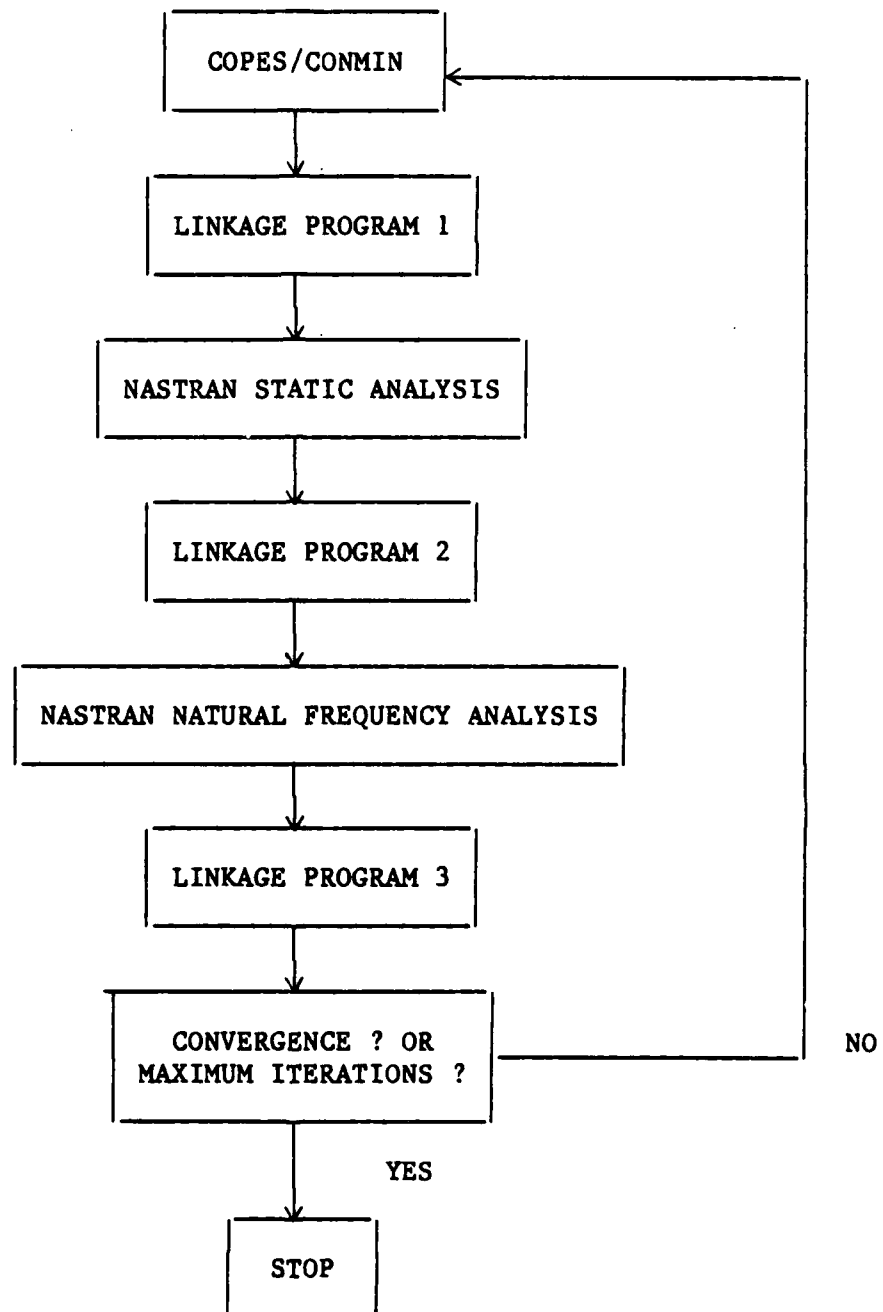 COPES/CONMIN
LINKAGE PROGRAM 1
NASTRAN STATIC ANALYSIS
LINKAGE PROGRAM 2
NASTRAN NATURAL FREQUENCY ANALYSIS
LINKAGE PROGRAM 3
CONVERGENCE ? OR
MAXIMUM ITERATIONS ?
NO
YES
STOP